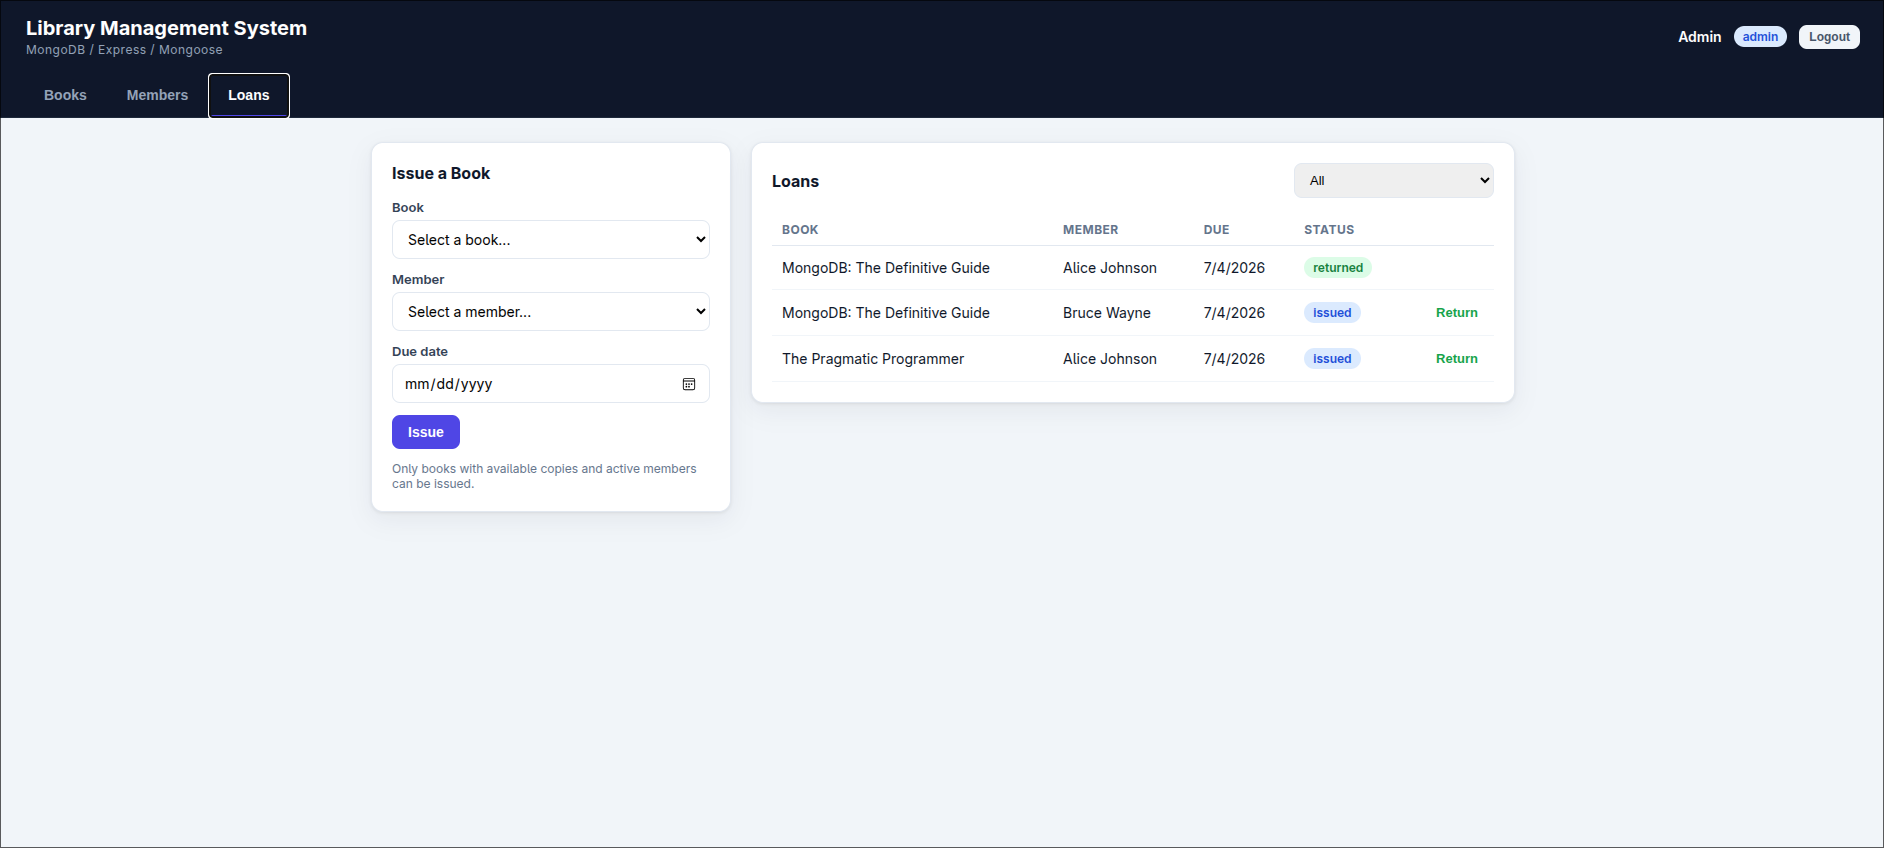 Library Management System
MongoDB / Express / Mongoose
Admin admin Logout
Books Members Loans
Issue a Book
Book
Select a book...
Member
Select a member...
Due date
mm/dd/yyyy
Issue
Only books with available copies and active members
can be issued.
Loans All
BOOK MEMBER DUE STATUS
MongoDB: The Definitive Guide Alice Johnson 7/4/2026 returned
MongoDB: The Definitive Guide Bruce Wayne 7/4/2026 issued Return
The Pragmatic Programmer Alice Johnson 7/4/2026 issued Return